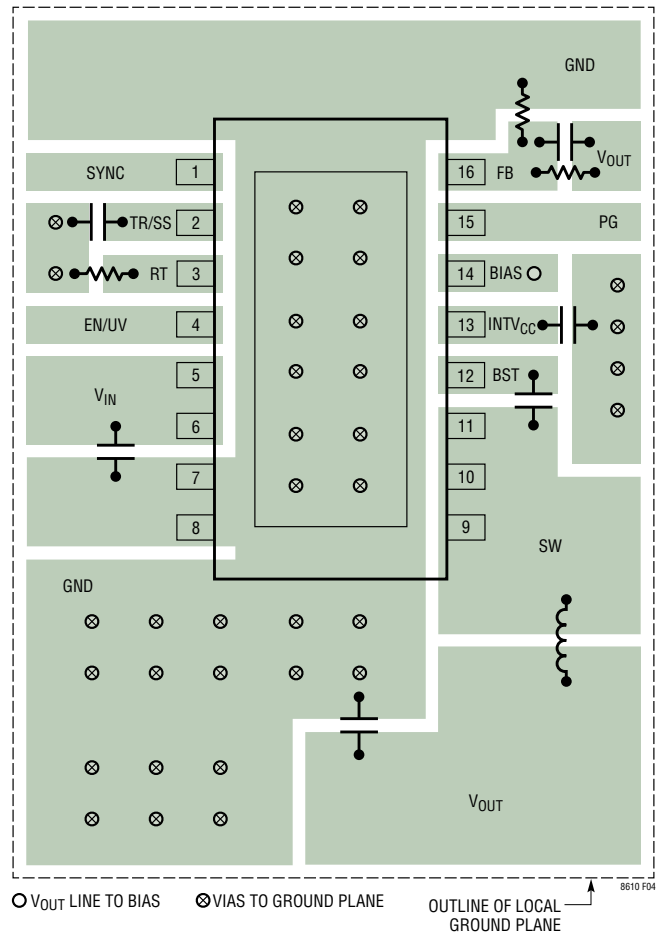 GND
SYNC 1 16 FB VOUT
TR/SS 2 15 PG
RT 3 14 BIAS
EN/UV 4 13 INTVCC
5 12 BST
VIN
6 11
7 10
8 9
SW
GND
VOUT
8610 F04
VOUT LINE TO BIAS VIAS TO GROUND PLANE OUTLINE OF LOCAL
GROUND PLANE